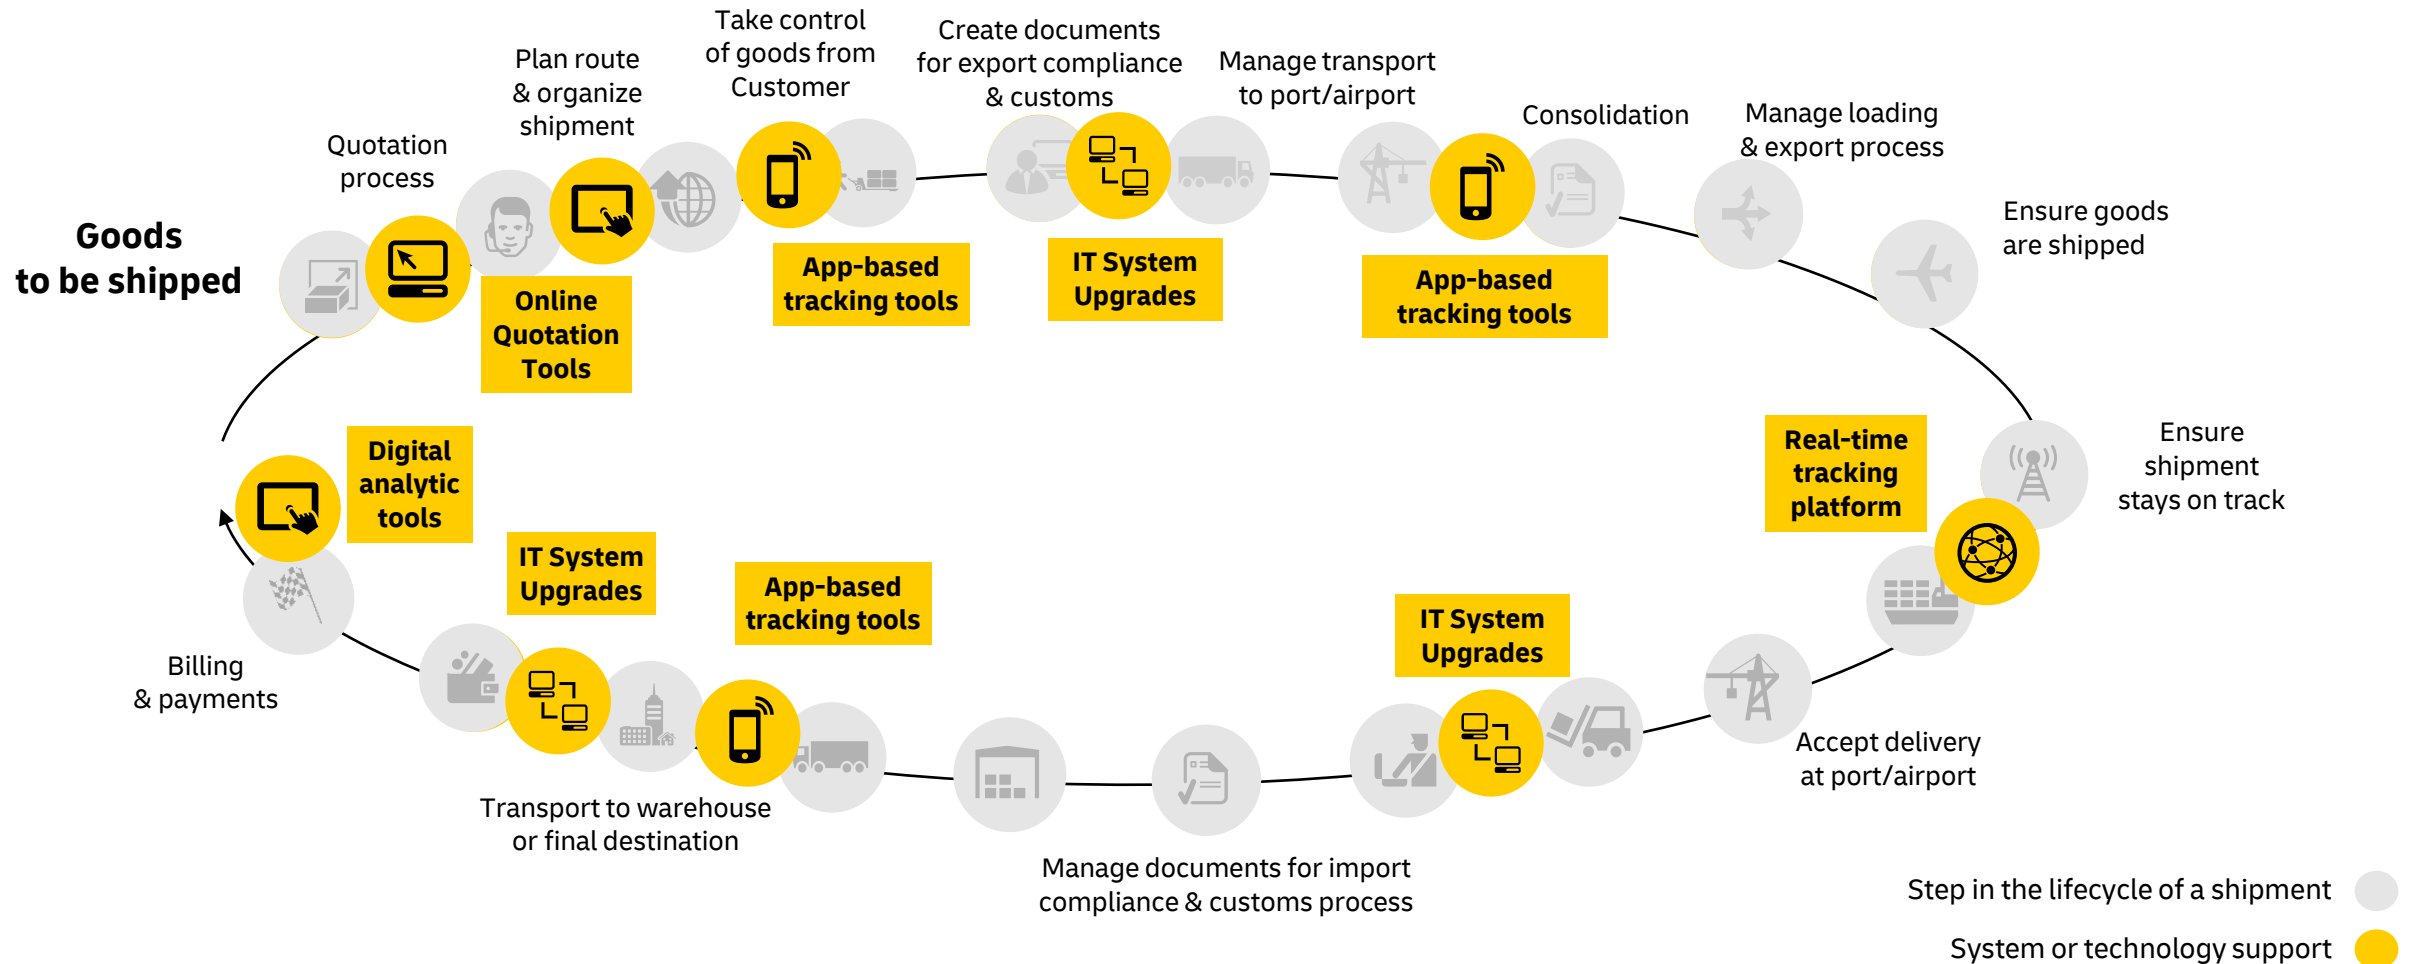 Goods
to be shipped
Quotation
process
Plan route
& organize
shipment
Take control
of goods from
Customer
Create documents
for export compliance
& customs
Manage transport
to port/airport
Consolidation
Manage loading
& export process
Ensure goods
are shipped
Online
Quotation
Tools
App-based
tracking tools
IT System
Upgrades
App-based
tracking tools
Real-time
tracking
platform
Ensure
shipment
stays on track
Digital
analytic
tools
IT System
Upgrades
App-based
tracking tools
IT System
Upgrades
Billing
& payments
Transport to warehouse
or final destination
Manage documents for import
compliance & customs process
Accept delivery
at port/airport
Step in the lifecycle of a shipment
System or technology support